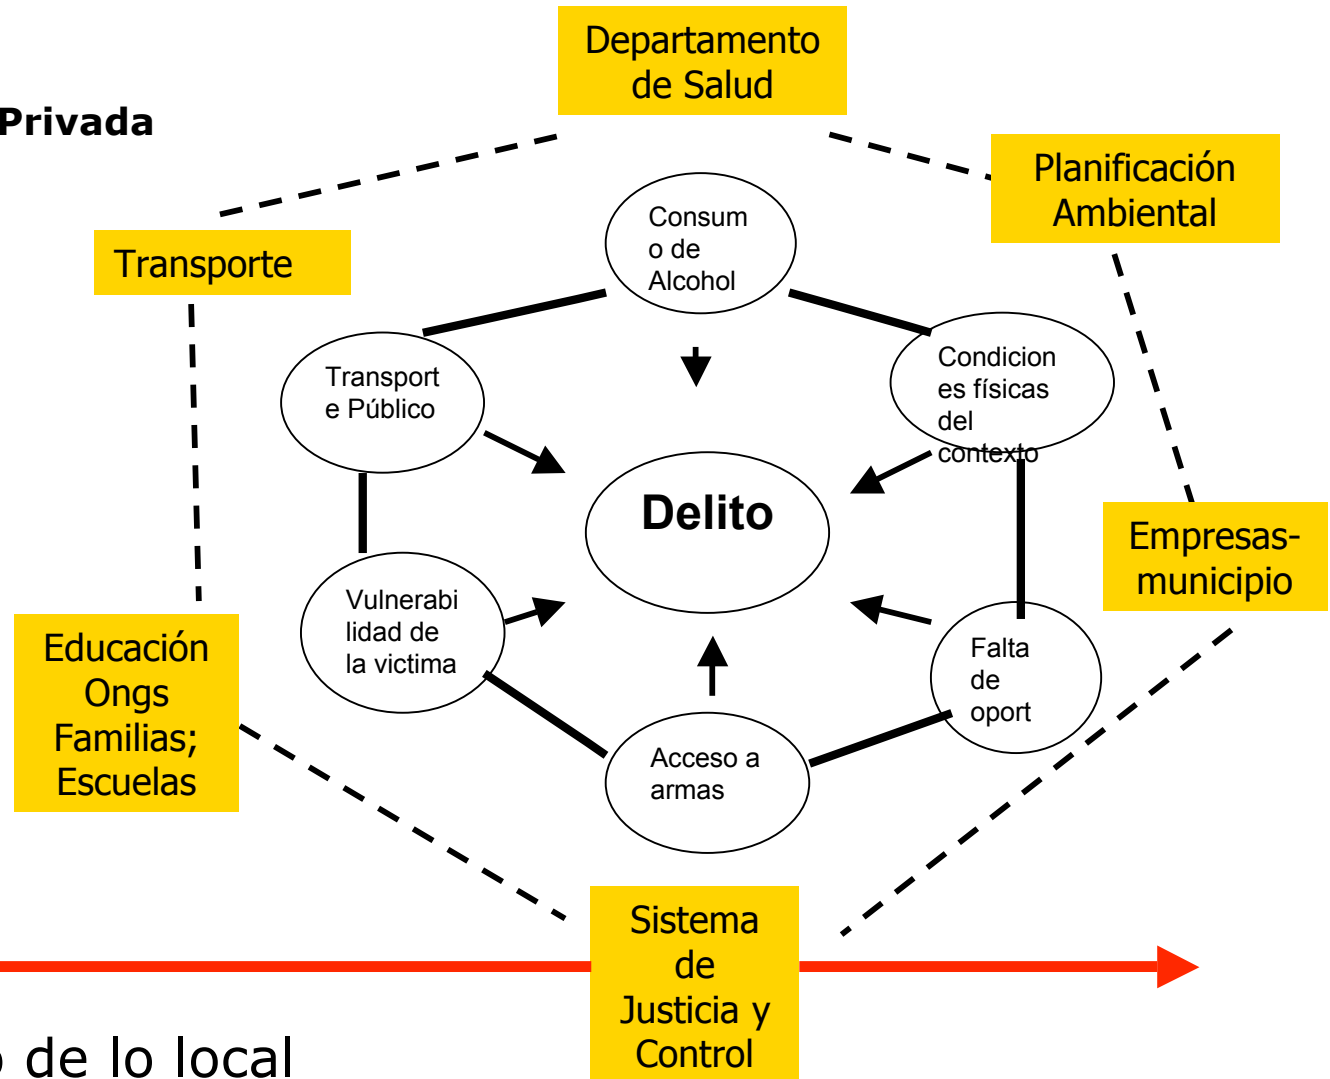 Departamento
de Salud
Privada
Planificación
Ambiental
Transporte
Consum
o de
Alcohol
Transport
e Público
Condicion
es físicas
del
contexto
Delito
Empresas-
municipio
Vulnerabi
lidad de
la victima
Educación
Ongs
Familias;
Escuelas
Falta
de
oport
Acceso a
armas
Sistema
de
Justicia y
Control
o de lo local